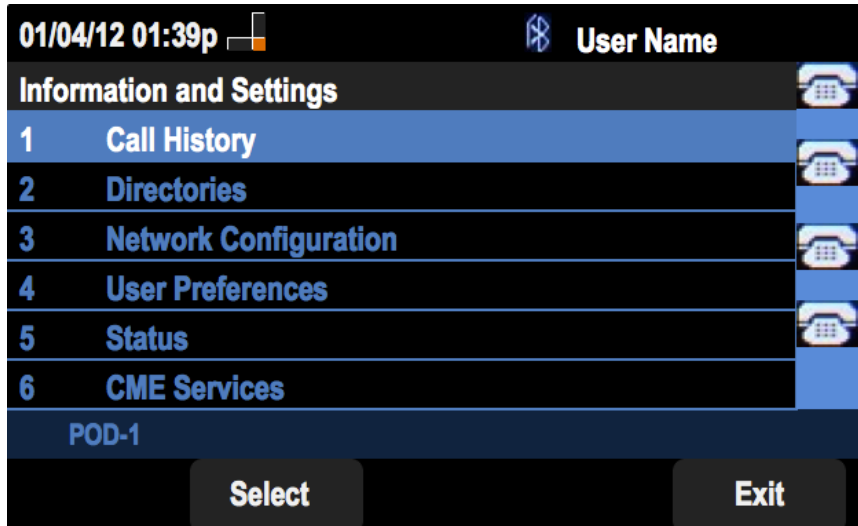 01/04/12 01:39p User Name
Information and Settings
1 Call History
2 Directories
3 Network Configuration
4 User Preferences
5 Status
6 CME Services
POD-1
Select Exit